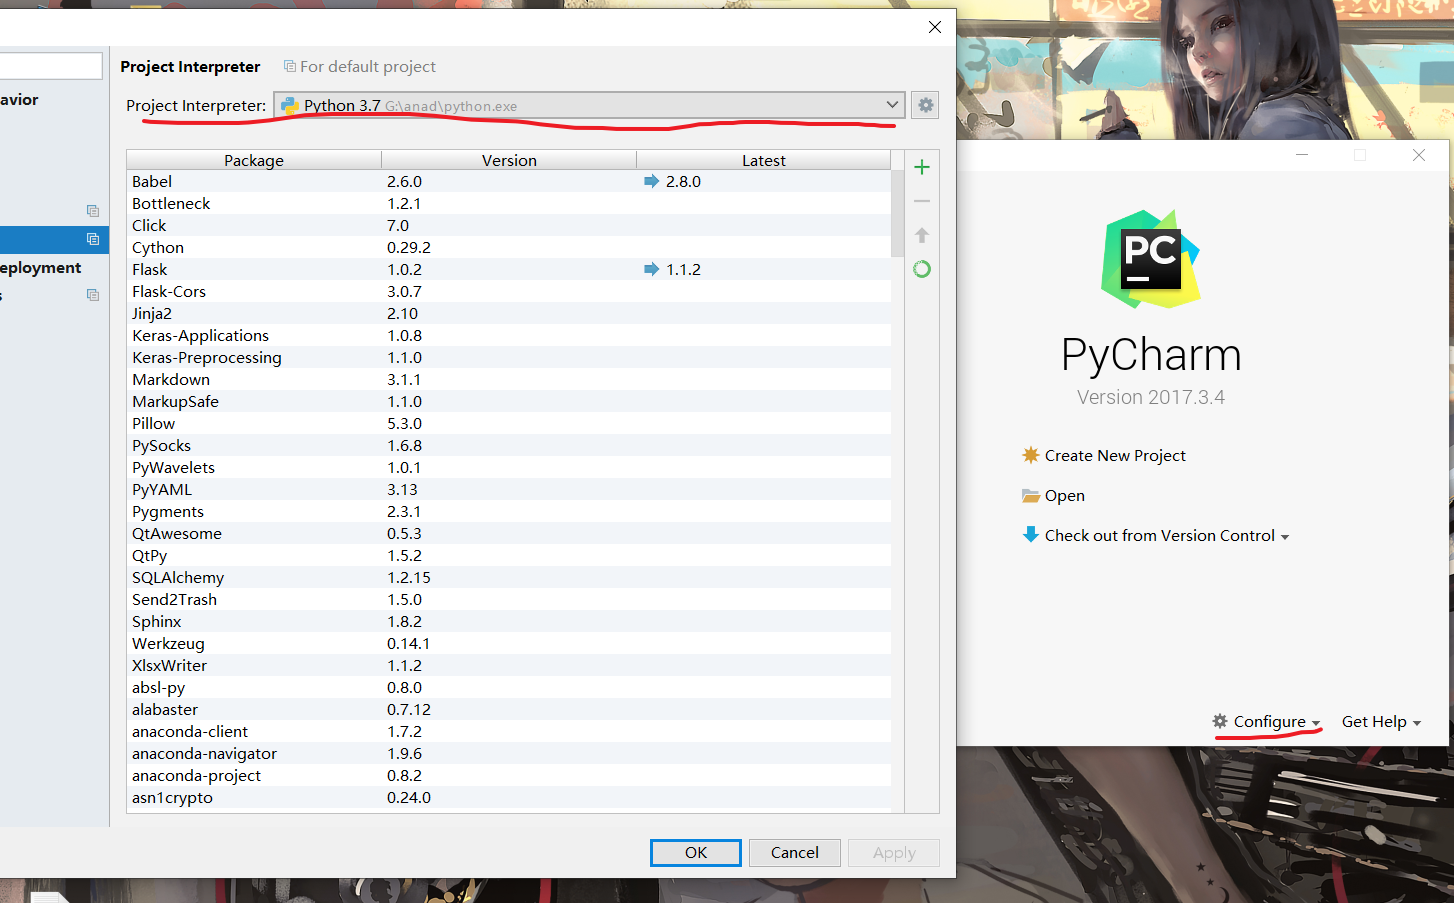 Project Interpreter For default project
avior
Project Interpreter: Python 3.7 G:\anad\python.exe
Package Version Latest
Babel 2.6.0 2.8.0
Bottleneck 1.2.1
Click 7.0
Cython 0.29.2
eployment
Flask 1.0.2 1.1.2
s
Flask-Cors 3.0.7
Jinja2 2.10
Keras-Applications 1.0.8
Keras-Preprocessing 1.1.0
Markdown 3.1.1
MarkupSafe 1.1.0
Pillow 5.3.0
PySocks 1.6.8
PyWavelets 1.0.1
PyYAML 3.13
Pygments 2.3.1
QtAwesome 0.5.3
QtPy 1.5.2
SQLAlchemy 1.2.15
Send2Trash 1.5.0
Sphinx 1.8.2
Werkzeug 0.14.1
XlsxWriter 1.1.2
absl-py 0.8.0
alabaster 0.7.12
anaconda-client 1.7.2
anaconda-navigator 1.9.6
anaconda-project 0.8.2
asn1crypto 0.24.0
OK Cancel Apply
PC
PyCharm
Version 2017.3.4
Create New Project
Open
Check out from Version Control
Configure Get Help